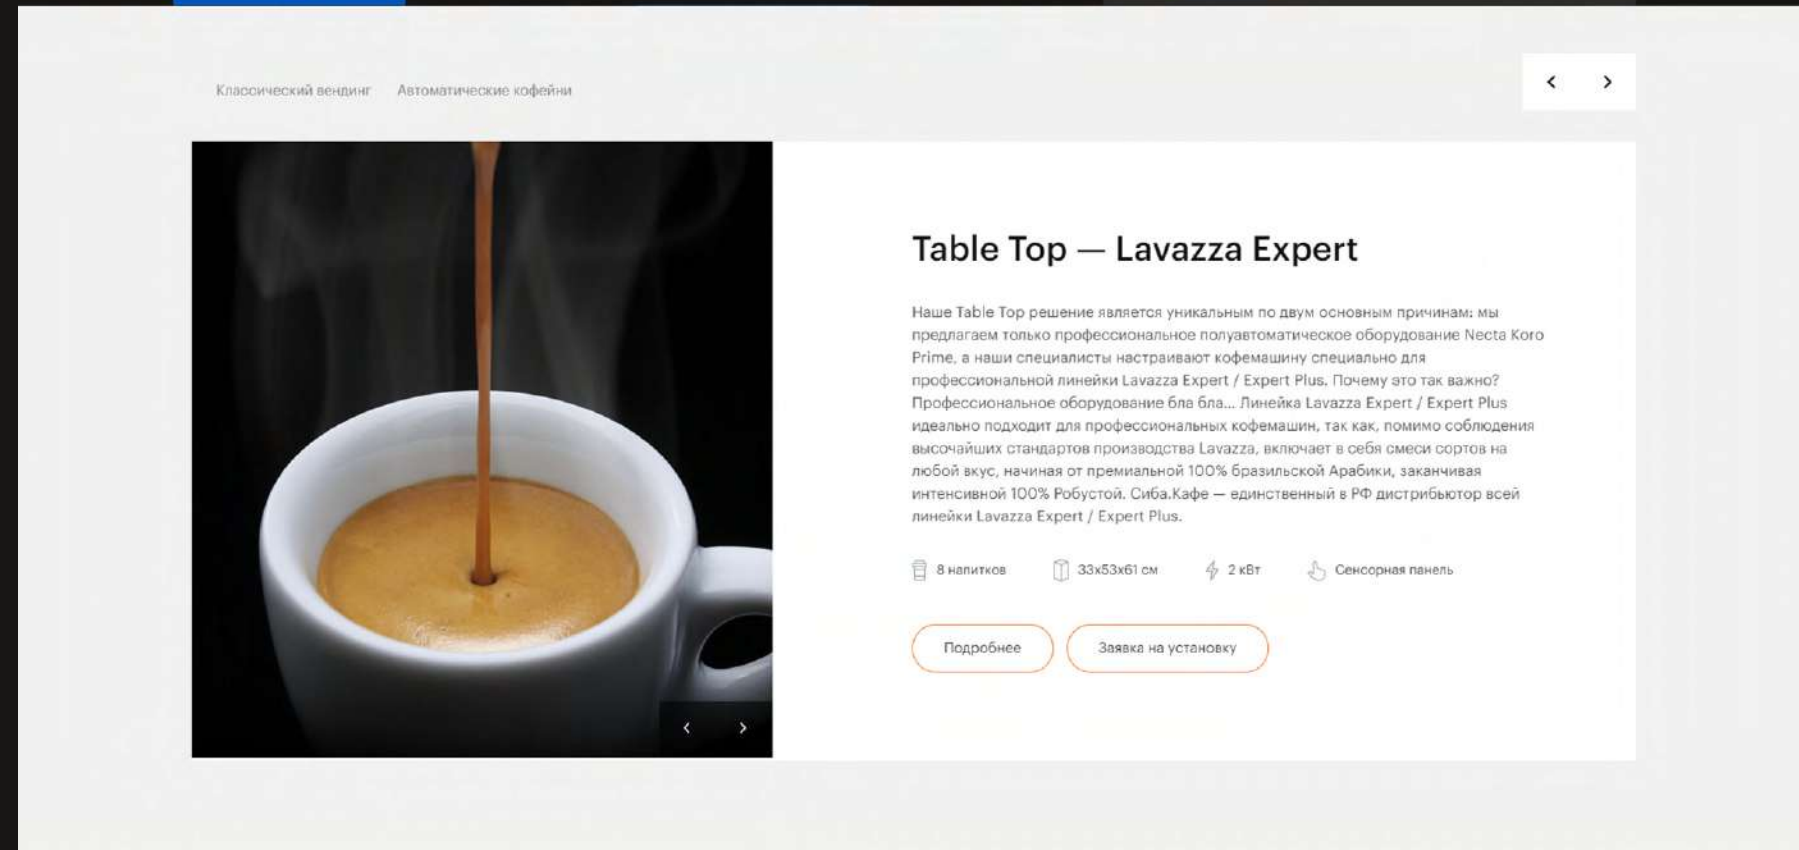 Классический вендинг Автоматические кофейни
Table Top — Lavazza Expert
Наше Table Top решение является уникальным по двум основным причинам: мы
предлагаем только профессиональное полуавтоматическое оборудование Necta Koro
Prime, а наши специалисты настраивают кофемашину специально для
профессиональной линейки Lavazza Expert / Expert Plus. Почему это так важно?
Профессиональное оборудование бла бла... Линейка Lavazza Expert / Expert Plus
идеально подходит для профессиональных кофемашин, так как, помимо соблюдения
высочайших стандартов производства Lavazza, включает в себя смеси сортов на
любой вкус, начиная от премиальной 100% бразильской Арабики, заканчивая
интенсивной 100% Робустой. Сиба.Кафе — единственный в РФ дистрибьютор всей
линейки Lavazza Expert / Expert Plus.
8 напитков 33х53х61 см 2 кВт Сенсорная панель
Подробнее Заявка на установку